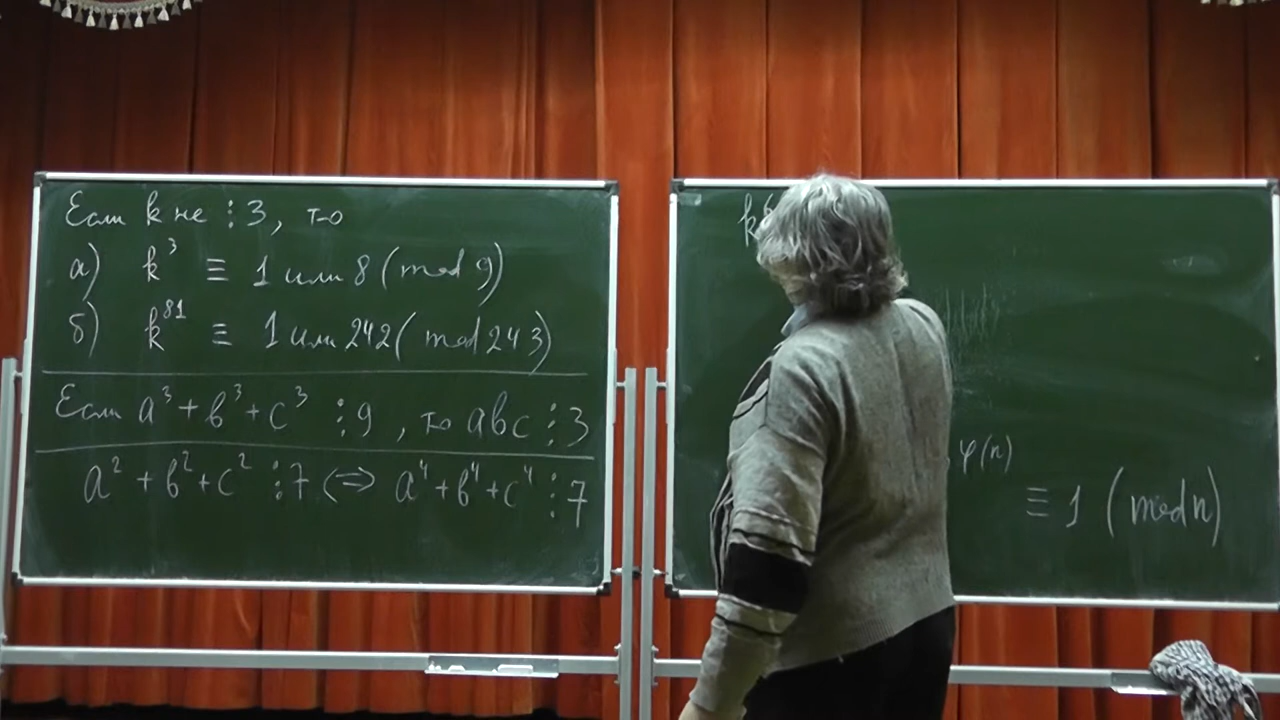 Если k не ⋮ 3, то
а) k³ ≡ 1 или 8 (mod 9)
б) k⁸¹ ≡ 1 или 242 (mod 243)
Если a³ + b³ + c³ ⋮ 9, то abc ⋮ 3
a² + b² + c² ⋮ 7 (=> a⁴ + b⁴ + c⁴ ⋮ 7
k
φ(n)
≡ 1 (mod n)